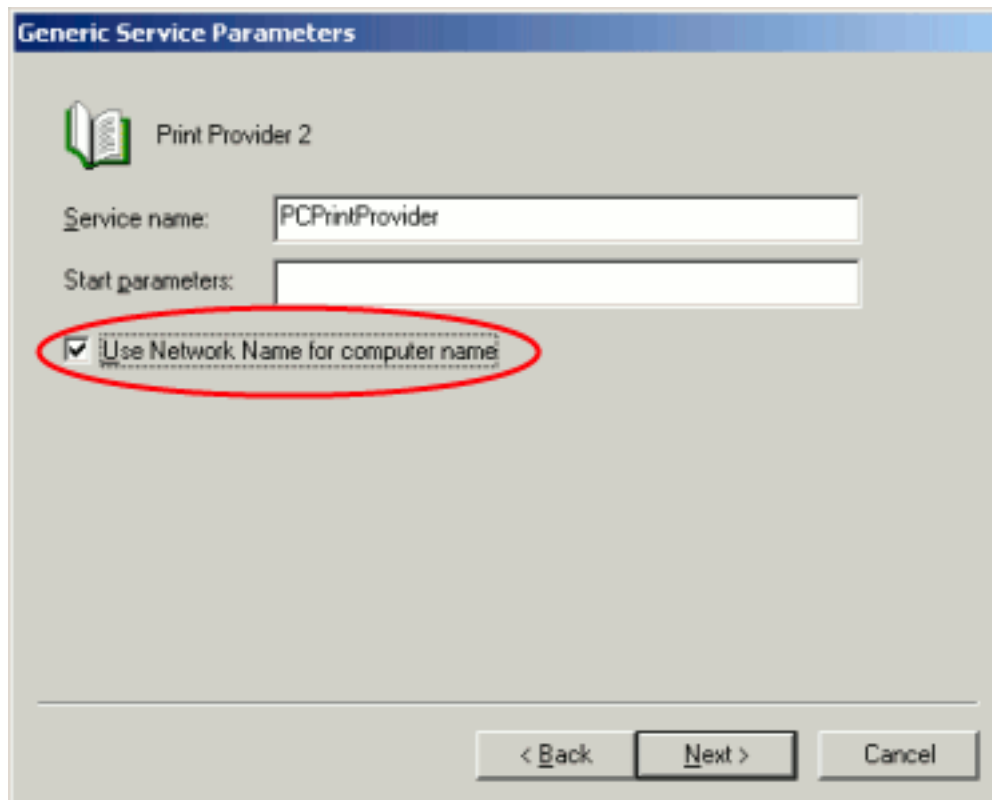 Generic Service Parameters
Print Provider 2
Service name: PCPrintProvider
Start parameters:
Use Network Name for computer name
< Back Next > Cancel